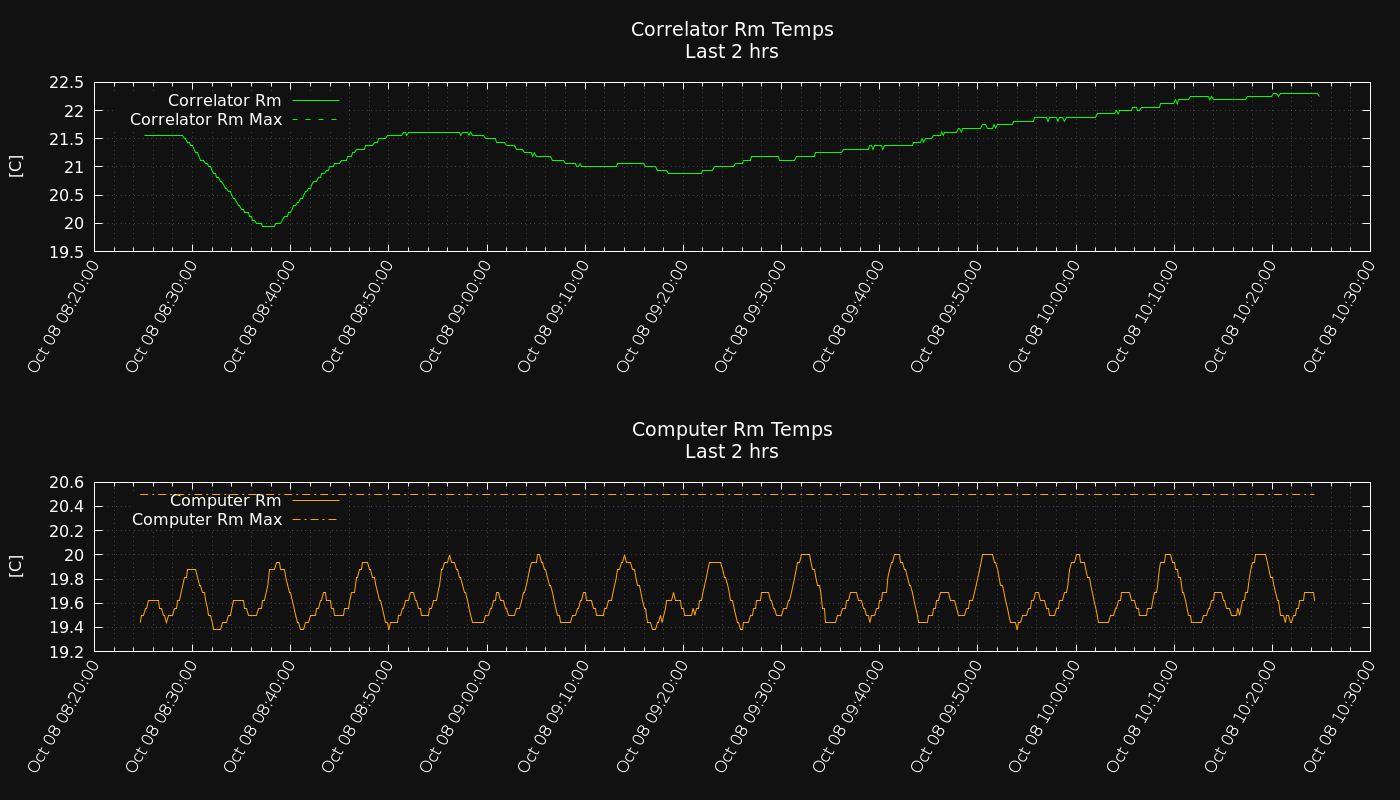 Correlator Rm Temps
Last 2 hrs
22.5
22
21.5
21
20.5
20
19.5
[C]
Correlator Rm
Correlator Rm Max
Oct 08 08:20:00
Oct 08 08:30:00
Oct 08 08:40:00
Oct 08 08:50:00
Oct 08 09:00:00
Oct 08 09:10:00
Oct 08 09:20:00
Oct 08 09:30:00
Oct 08 09:40:00
Oct 08 09:50:00
Oct 08 10:00:00
Oct 08 10:10:00
Oct 08 10:20:00
Oct 08 10:30:00
Computer Rm Temps
Last 2 hrs
20.6
20.4
20.2
20
19.8
19.6
19.4
19.2
[C]
Computer Rm
Computer Rm Max
Oct 08 08:20:00
Oct 08 08:30:00
Oct 08 08:40:00
Oct 08 08:50:00
Oct 08 09:00:00
Oct 08 09:10:00
Oct 08 09:20:00
Oct 08 09:30:00
Oct 08 09:40:00
Oct 08 09:50:00
Oct 08 10:00:00
Oct 08 10:10:00
Oct 08 10:20:00
Oct 08 10:30:00